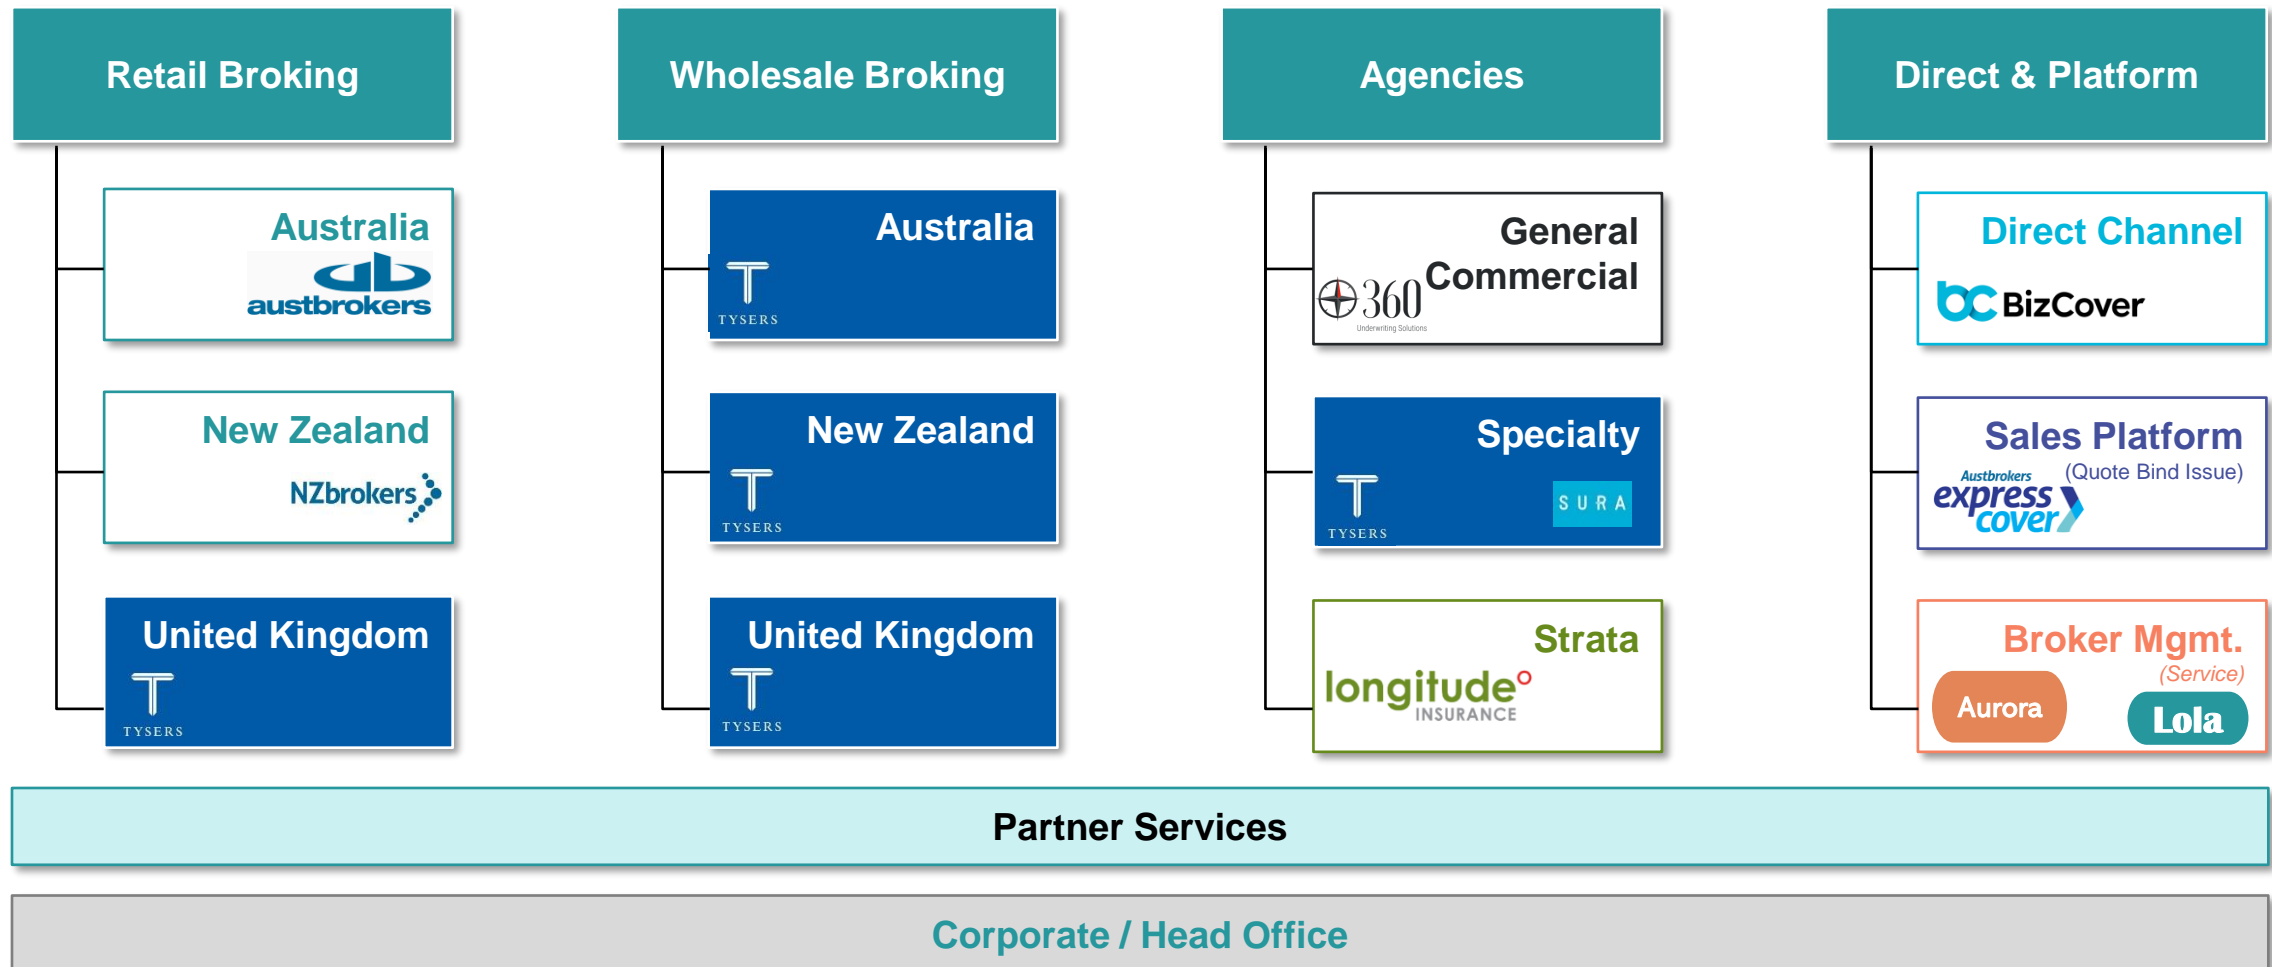 Retail Broking
Australia
austbrokers
New Zealand
NZbrokers
United Kingdom
TYSERS
Wholesale Broking
Australia
TYSERS
New Zealand
TYSERS
United Kingdom
TYSERS
Agencies
General
Commercial
360
Underwriting Solutions
Specialty
TYSERS
SURA
Strata
longitude°
INSURANCE
Direct & Platform
Direct Channel
bc BizCover
Sales Platform
(Quote Bind Issue)
Austbrokers
express
cover
Broker Mgmt.
(Service)
Aurora
Lola
Partner Services
Corporate / Head Office